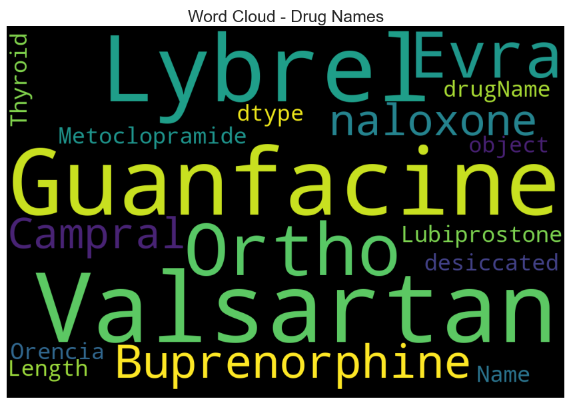 Word Cloud - Drug Names
Thyroid
Lybrel
Evra
drugName
dtype
naloxone
Metoclopramide
object
Guanfacine
Campral
Ortho
Lubiprostone
desiccated
Valsartan
Orencia
Buprenorphine
Length
Name